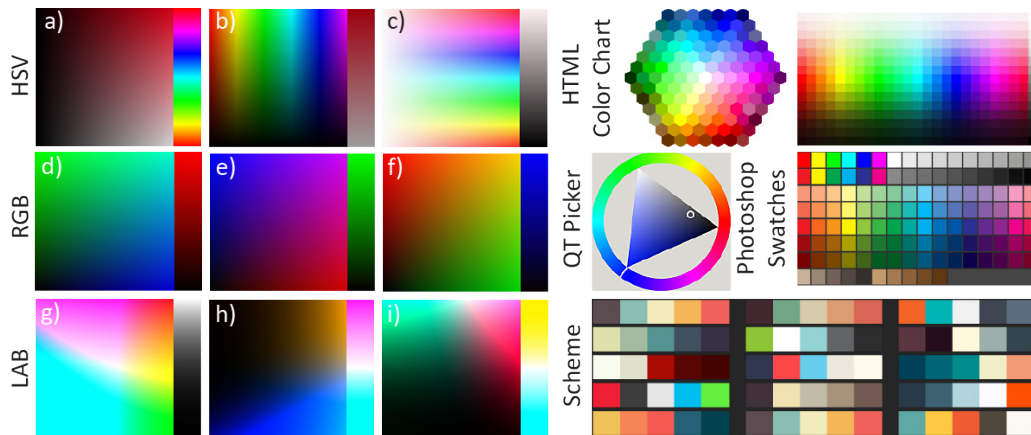 HSV
a)
b)
c)
HTML
Color Chart
RGB
d)
e)
f)
QT Picker
Photoshop
Swatches
LAB
g)
h)
i)
Scheme